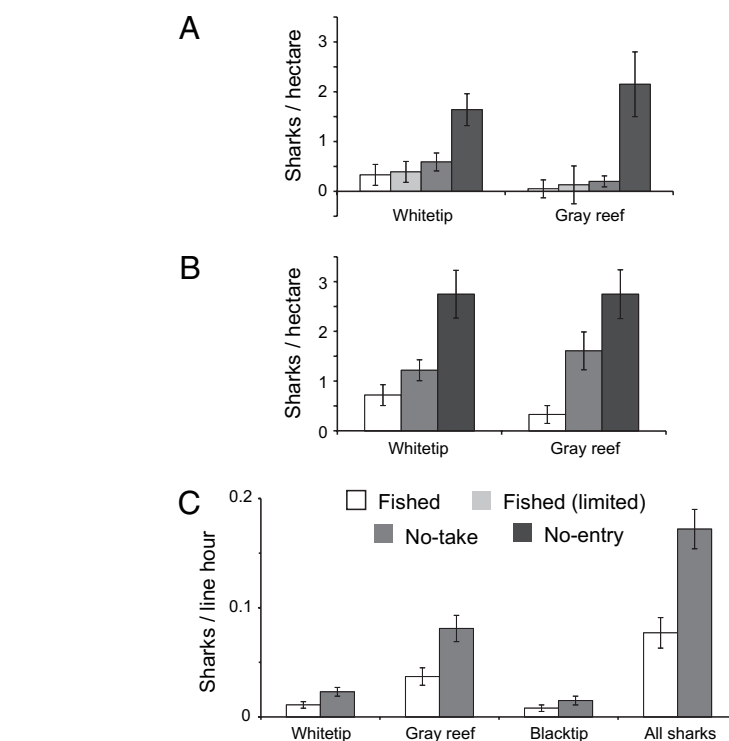 A
Sharks / hectare
3
2
1
0
Whitetip Gray reef
B
Sharks / hectare
3
2
1
0
Whitetip Gray reef
C
Sharks / line hour
0.2
0.1
0
Fished Fished (limited)
No-take No-entry
Whitetip Gray reef Blacktip All sharks